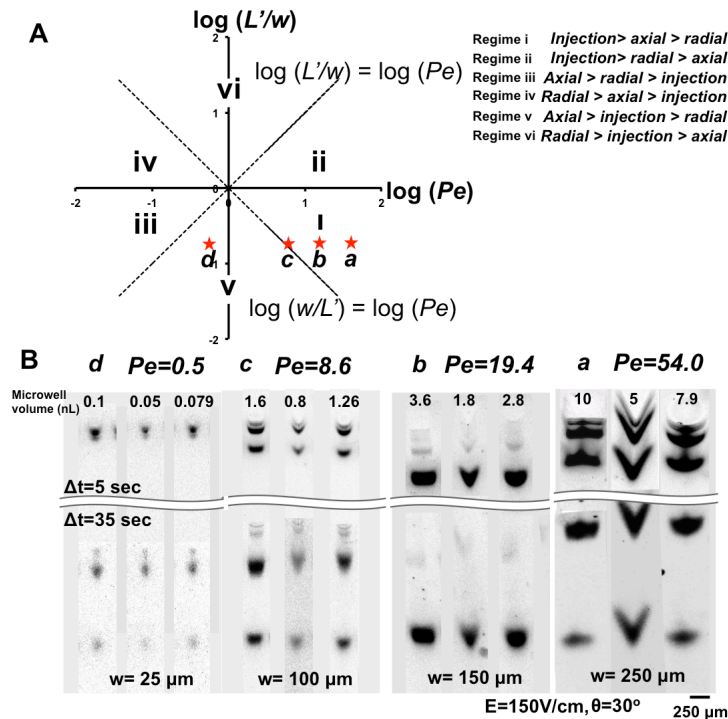 A
log (L'/w)
2
Regime i Injection> axial > radial
Regime ii Injection> radial > axial
Regime iii Axial > radial > injection
Regime iv Radial > axial > injection
Regime v Axial > injection > radial
Regime vi Radial > injection > axial
log (L'/w) = log (Pe)
vi
1
iv
ii
0
log (Pe)
-2
-1
0
1
2
iii
I
d
c
b
a
-1
v
log (w/L') = log (Pe)
-2
B
d Pe=0.5
c Pe=8.6
b Pe=19.4
a Pe=54.0
Microwell
volume (nL)
0.1 0.05 0.079
1.6 0.8 1.26
3.6 1.8 2.8
10 5 7.9
Δt=5 sec
Δt=35 sec
w= 25 μm
w= 100 μm
w= 150 μm
w= 250 μm
E=150V/cm, θ=30°
250 μm